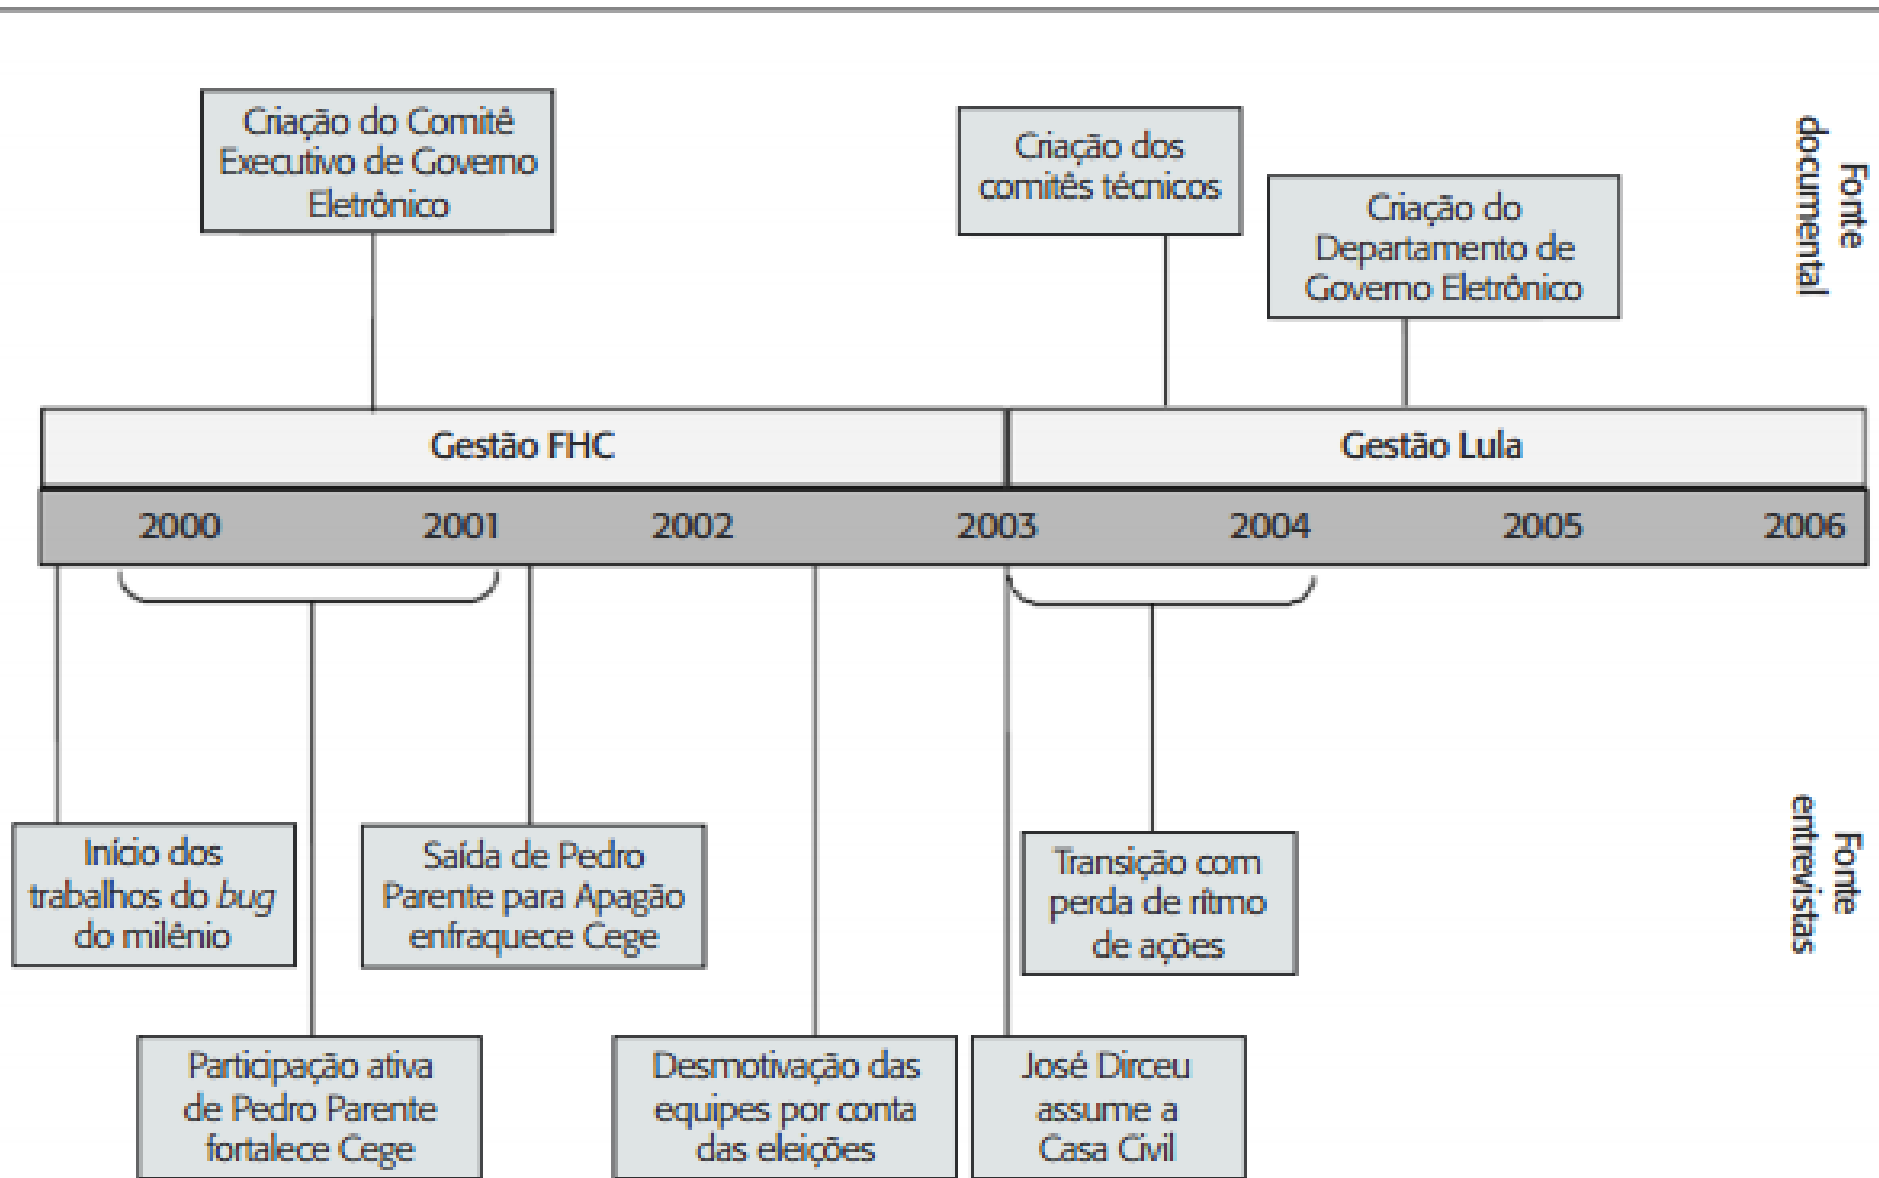 Criação do Comitê
Executivo de Governo
Eletrônico
Criação dos
comitês técnicos
Criação do
Departamento de
Governo Eletrônico
Fonte
documental
Gestão FHC
Gestão Lula
2000 2001 2002 2003 2004 2005 2006
Início dos
trabalhos do bug
do milênio
Saída de Pedro
Parente para Apagão
enfraquece Cege
Transição com
perda de rítmo
de ações
Fonte
entrevistas
Participação ativa
de Pedro Parente
fortalece Cege
Desmotivação das
equipes por conta
das eleições
José Dirceu
assume a
Casa Civil